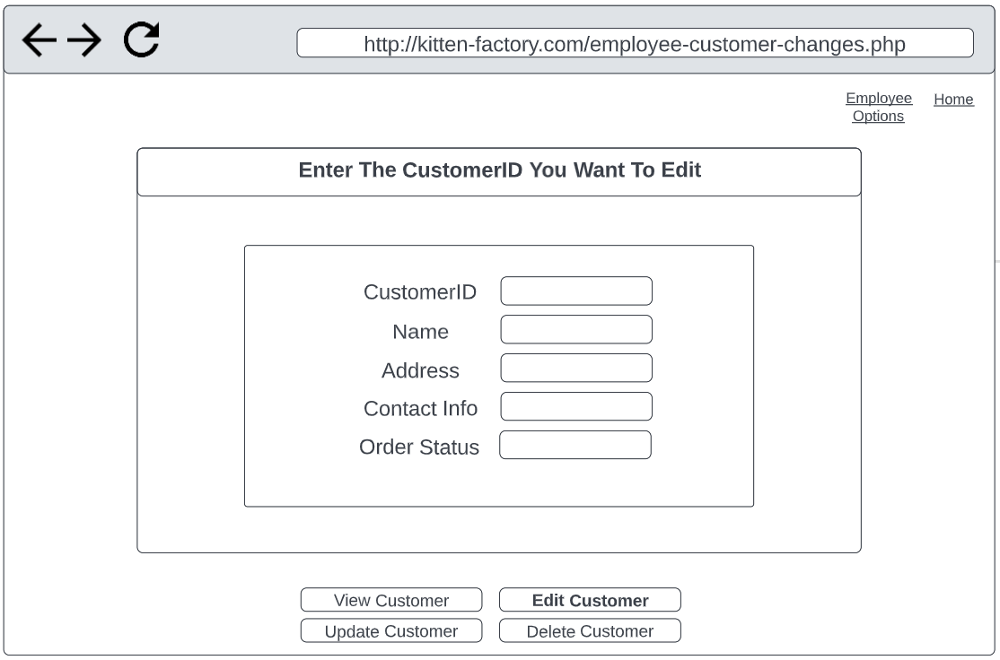 http://kitten-factory.com/employee-customer-changes.php
Employee
Options
Home
Enter The CustomerID You Want To Edit
CustomerID
Name
Address
Contact Info
Order Status
View Customer
Edit Customer
Update Customer
Delete Customer